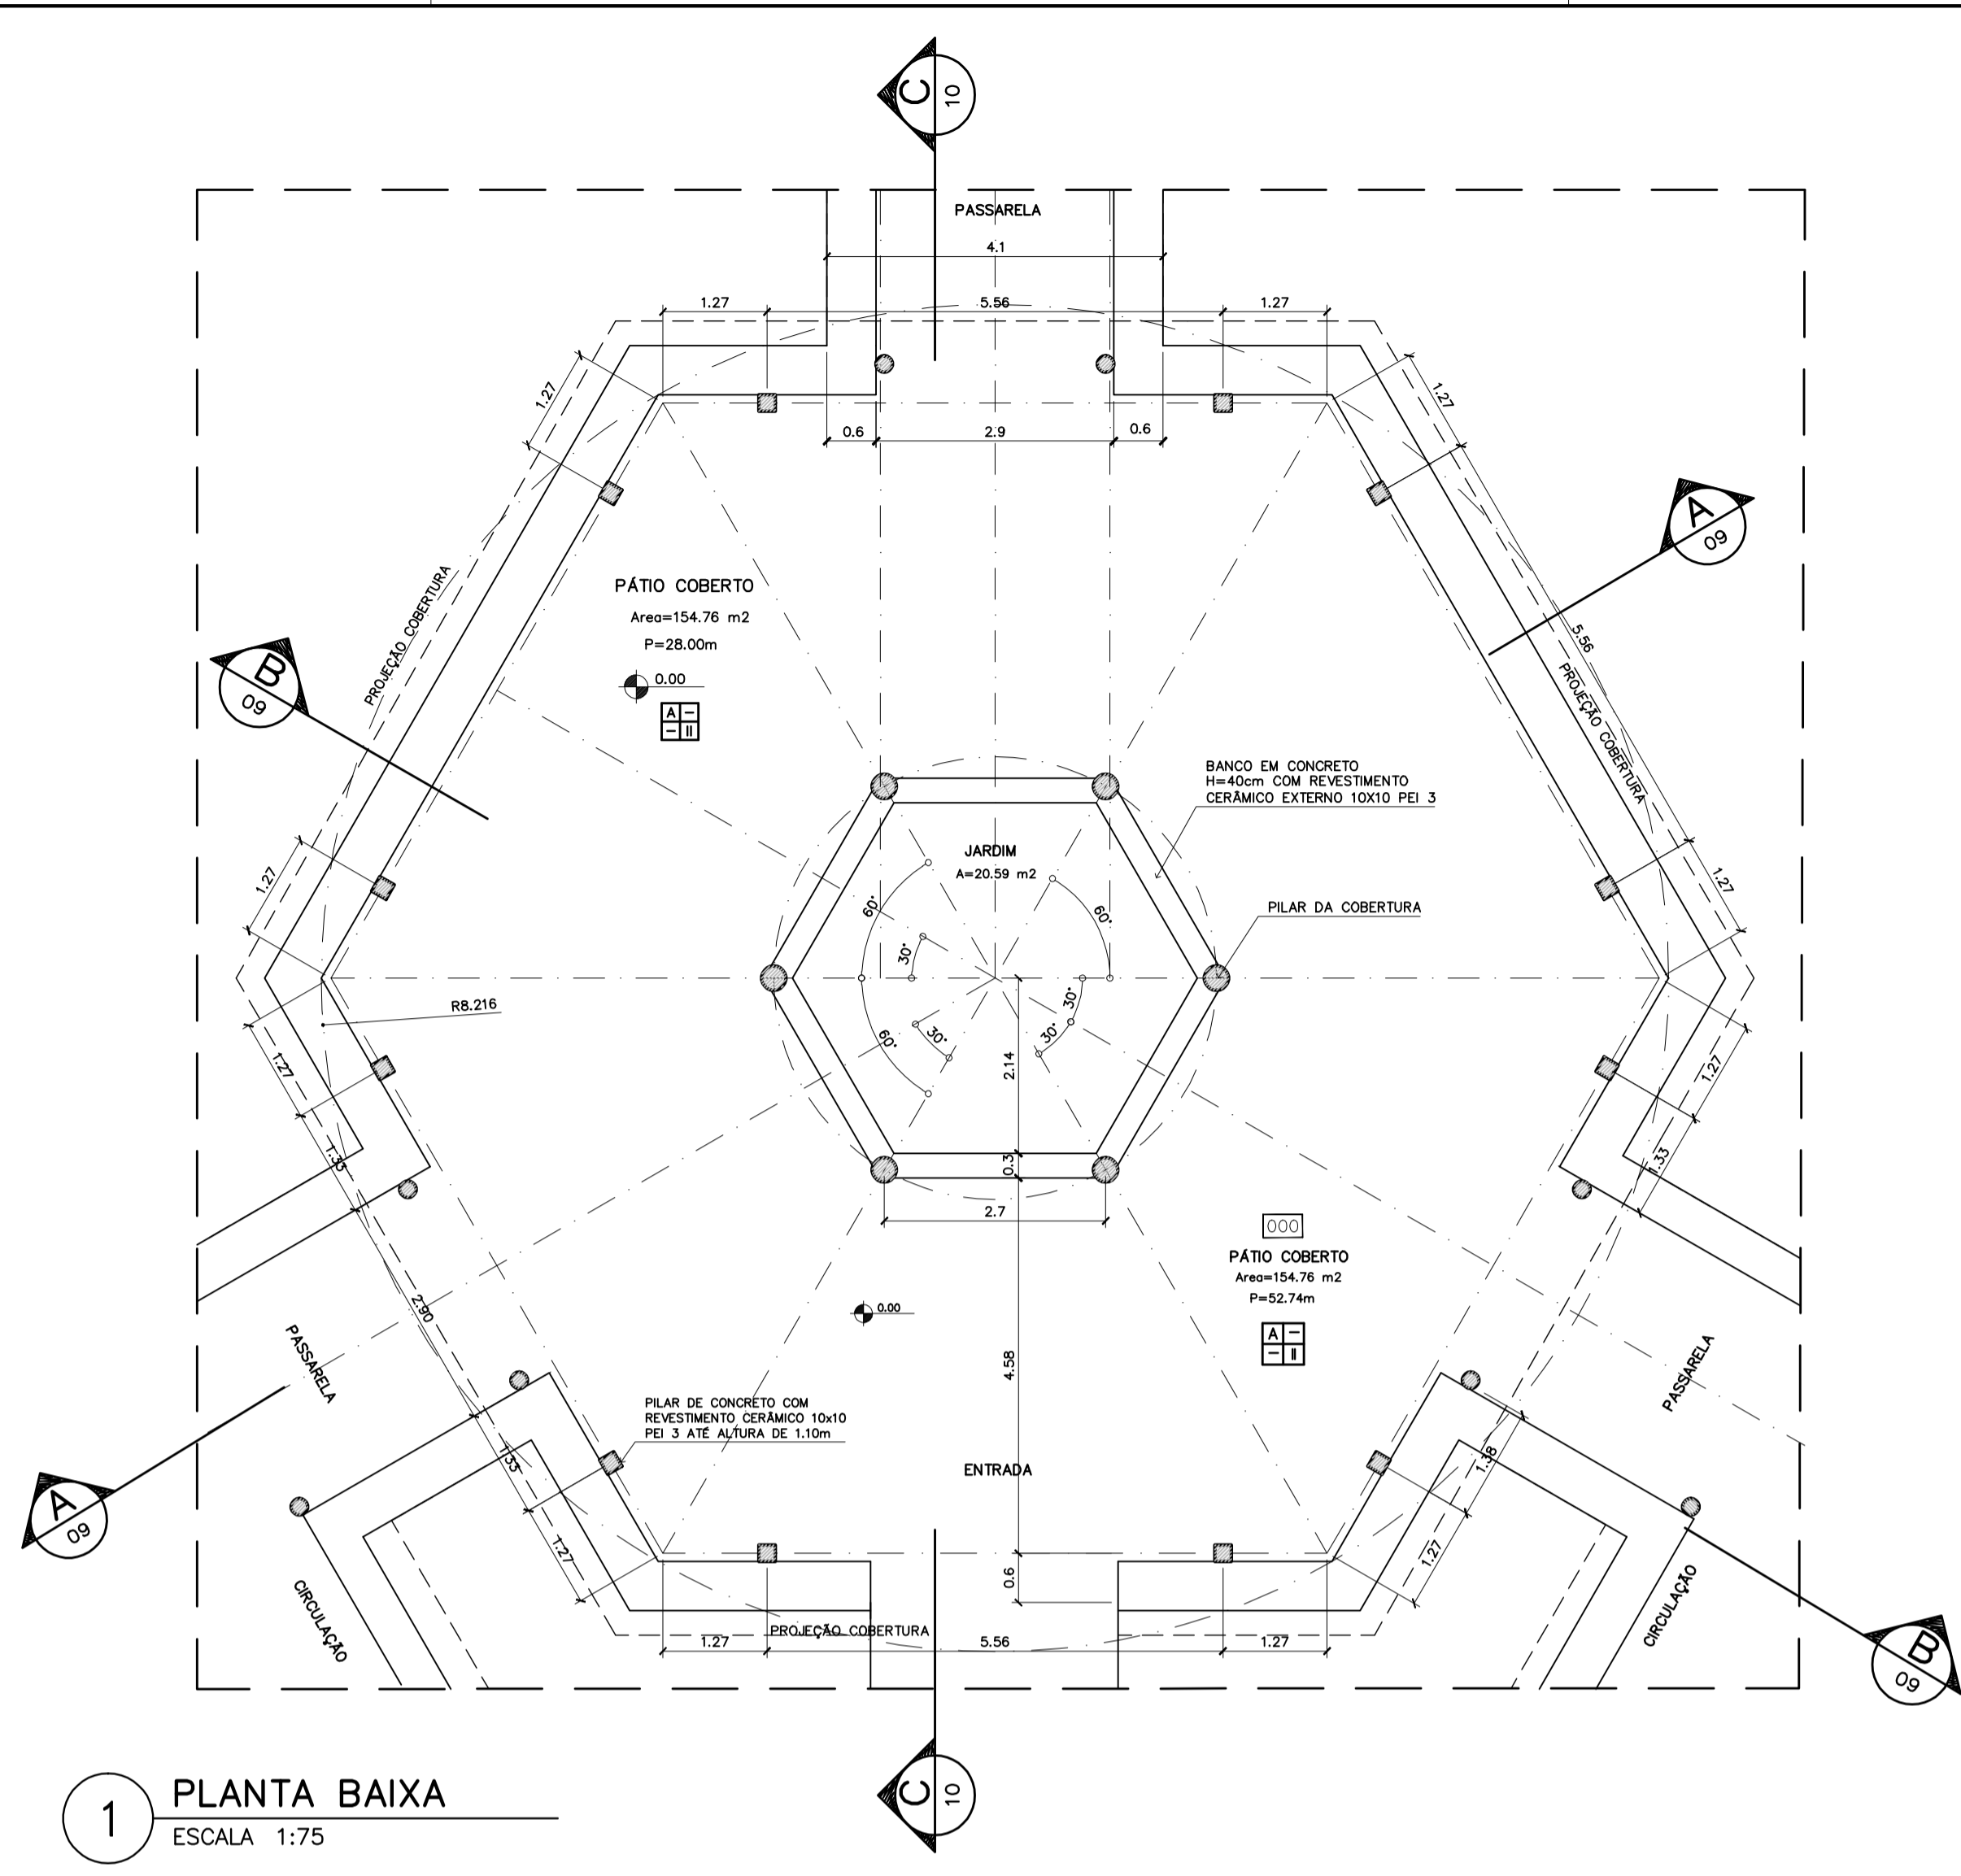 C
10
PASSARELA
4.1
1.27
5.56
1.27
1.27
1.27
0.6
2.9
0.6
A
09
PÁTIO COBERTO
Area=154.76 m2
P=28.00m
0.00
A
II
PROJEÇÃO COBERTURA
B
09
5.56
PROJEÇÃO COBERTURA
BANCO EM CONCRETO
H=40cm COM REVESTIMENTO
CERÂMICO EXTERNO 10X10 PEI 3
JARDIM
A=20.59 m2
1.27
1.27
60°
60°
PILAR DA COBERTURA
30°
R8.216
30°
60°
30°
30°
2.14
1.27
1.27
1.33
0.3
1.33
2.7
000
PÁTIO COBERTO
Area=154.76 m2
P=52.74m
A
II
2.90
0.00
PASSARELA
4.58
PASSARELA
PILAR DE CONCRETO COM
REVESTIMENTO CERÂMICO 10x10
PEI 3 ATÉ ALTURA DE 1.10m
1.33
ENTRADA
1.38
A
09
1.27
1.27
0.6
CIRCULAÇÃO
CIRCULAÇÃO
PROJEÇÃO COBERTURA
1.27
5.56
1.27
B
09
C
10
1
PLANTA BAIXA
ESCALA 1:75